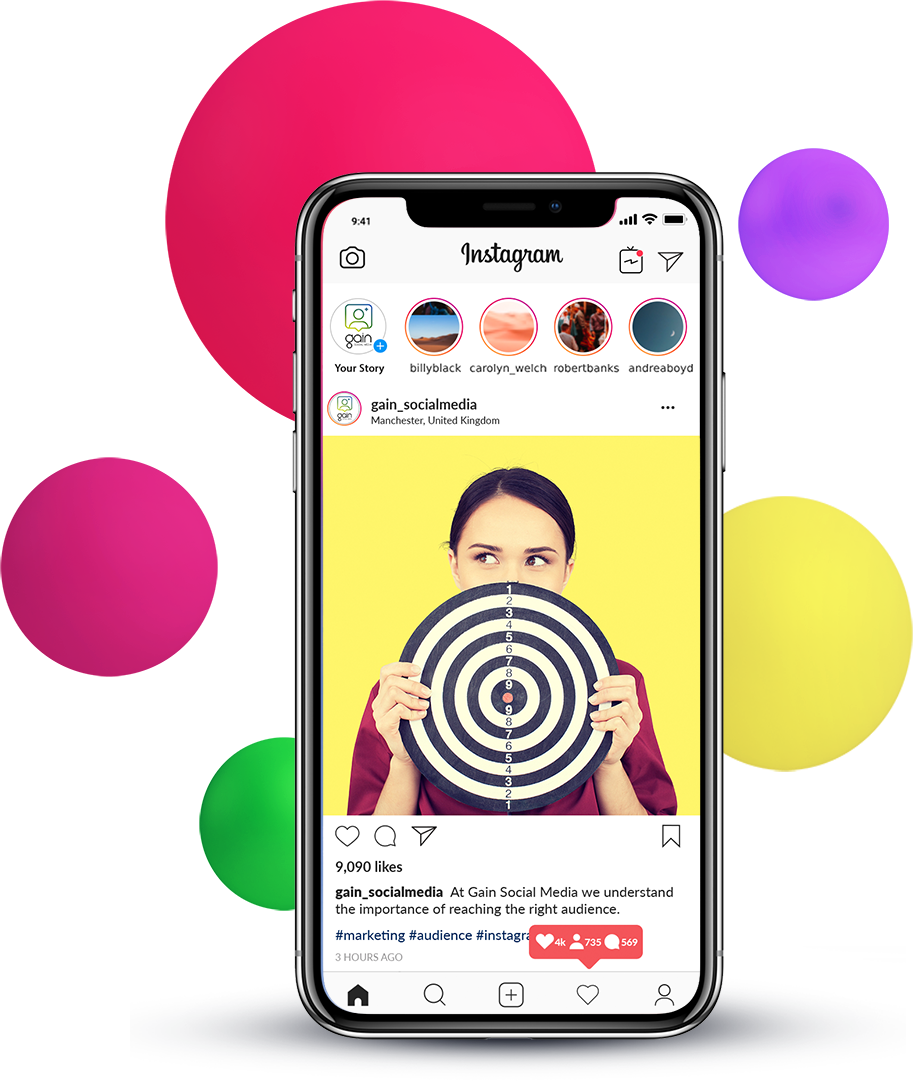 9:41
Instagram
gain
Your Story
billyblack
carolyn_welch
robertbanks
andreaboyd
gain
gain_socialmedia
Manchester, United Kingdom
1
2
3
4
5
6
7
8
9
9
8
7
6
5
4
3
2
1
9,090 likes
gain_socialmedia At Gain Social Media we understand
the importance of reaching the right audience.
#marketing #audience #instagra
4k 735 569
3 HOURS AGO